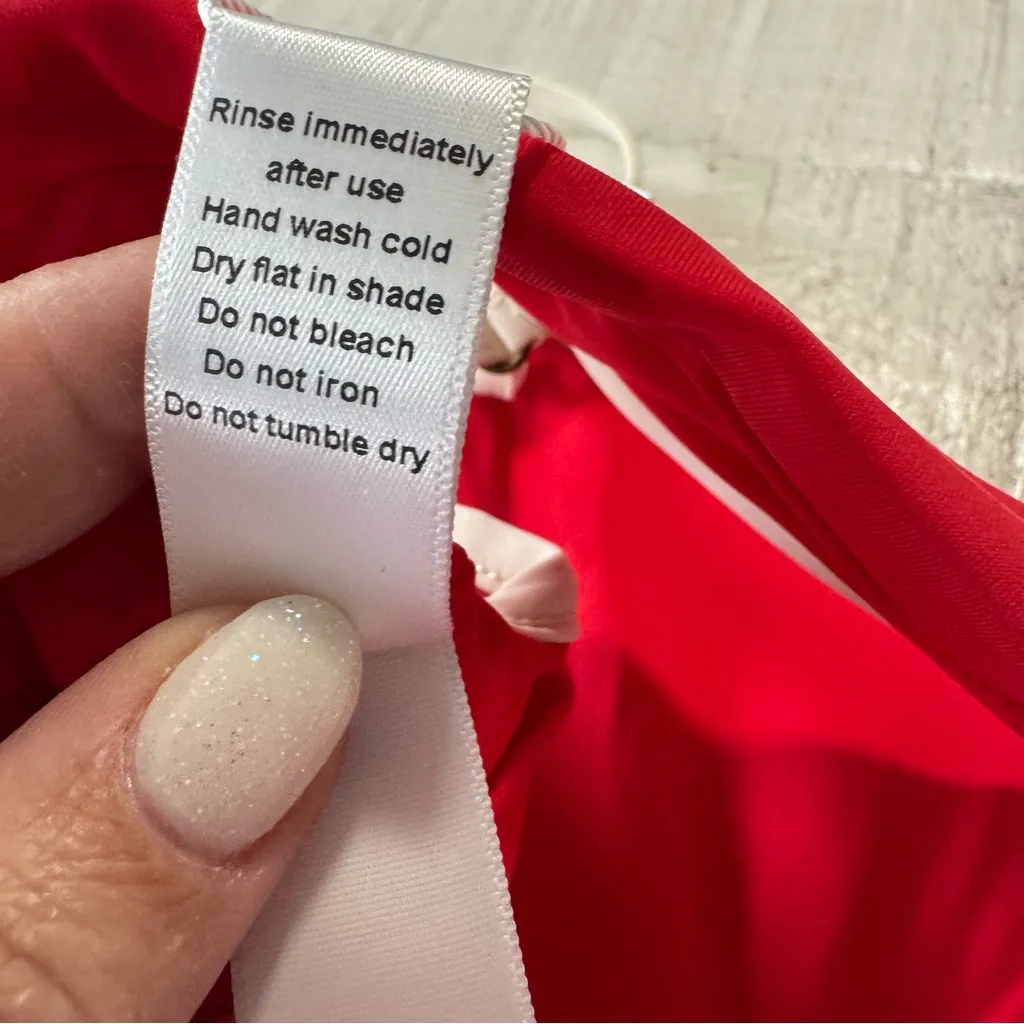 Rinse immediately
after use
Hand wash cold
Dry flat in shade
Do not bleach
Do not iron
Do not tumble dry